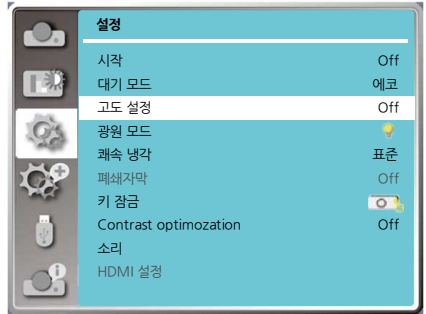 설정
시작 Off
대기 모드 에코
고도 설정 Off
광원 모드
쾌속 냉각 표준
폐쇄자막 Off
키 잠금
Contrast optimozation Off
소리
HDMI 설정